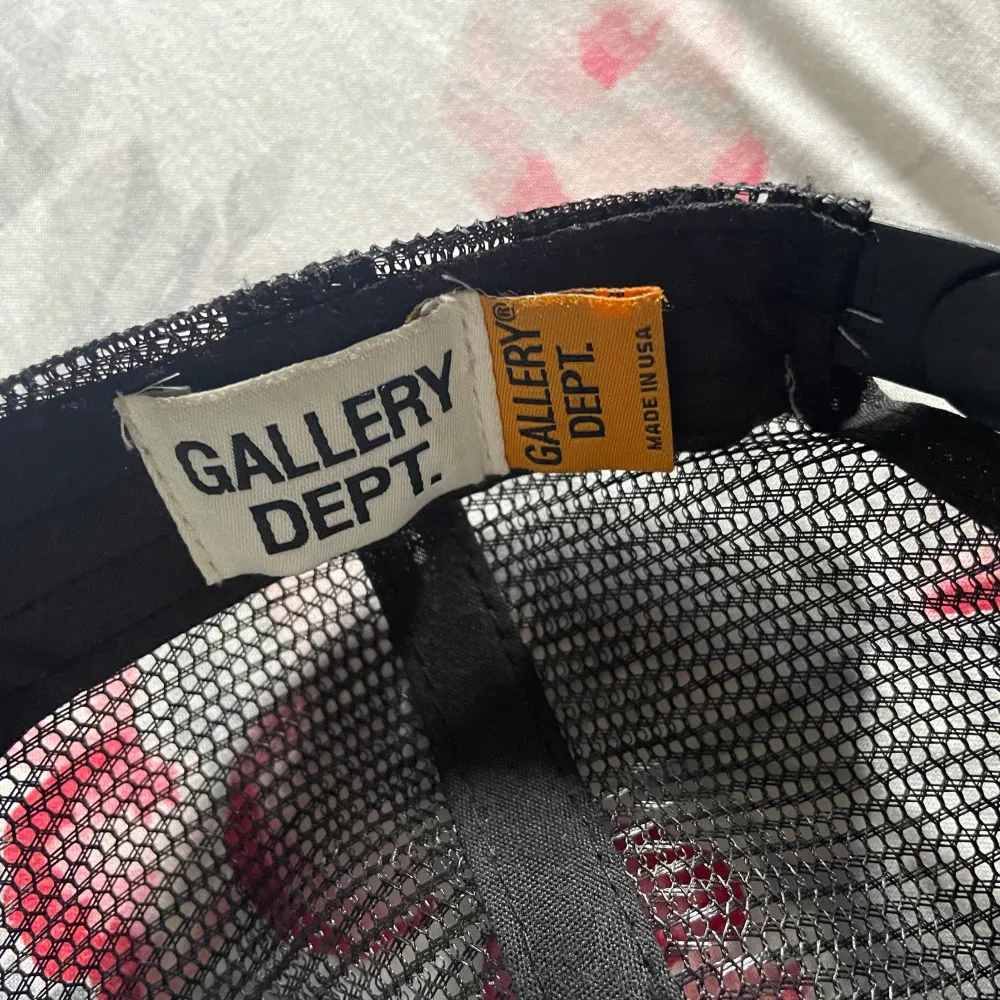 GALLERY
DEPT.
GALLERY®
DEPT.
MADE IN USA